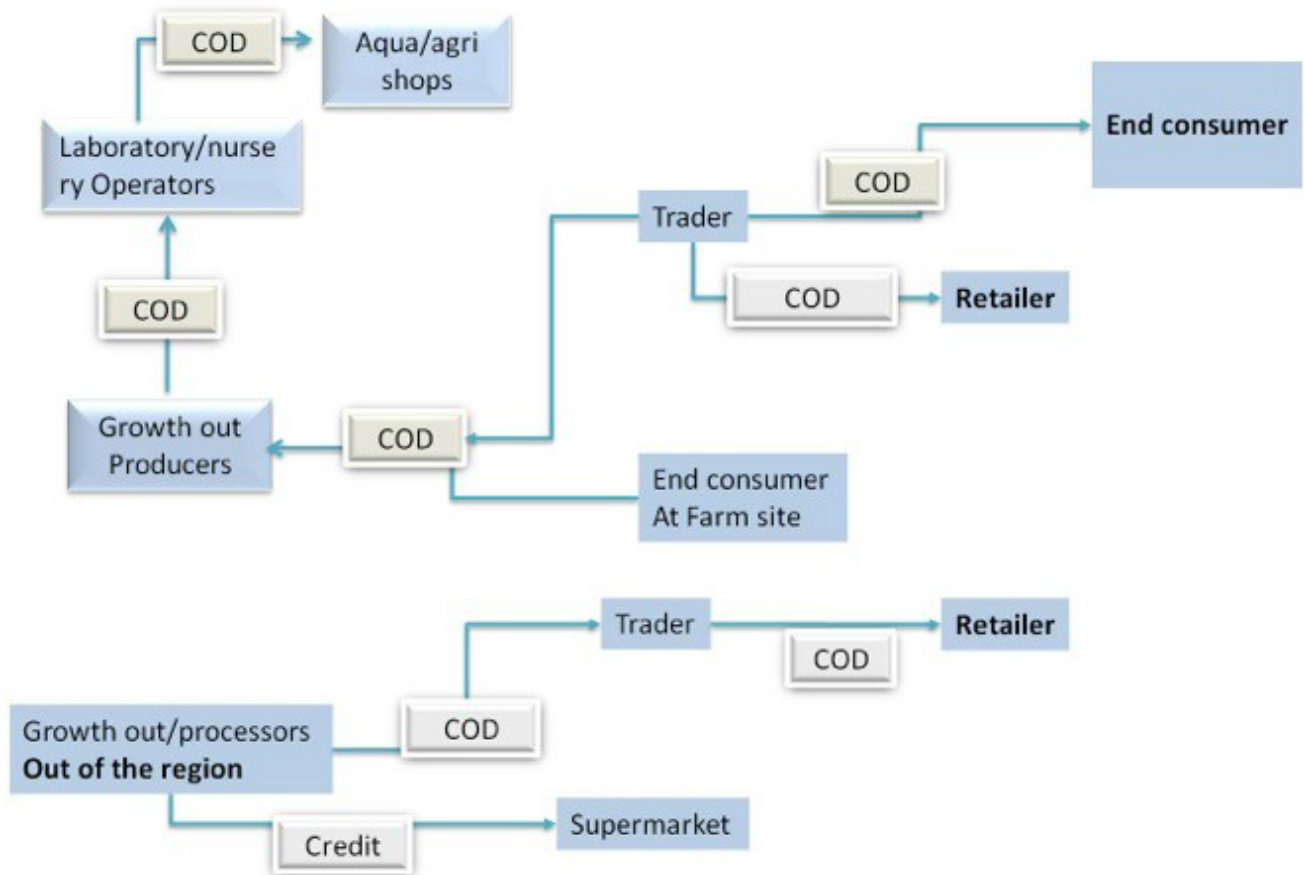 COD
Aqua/agri
shops
Laboratory/nurse
ry Operators
End consumer
COD
Trader
COD
Retailer
COD
Growth out
Producers
COD
End consumer
At Farm site
Trader
Retailer
COD
COD
Growth out/processors
Out of the region
Supermarket
Credit